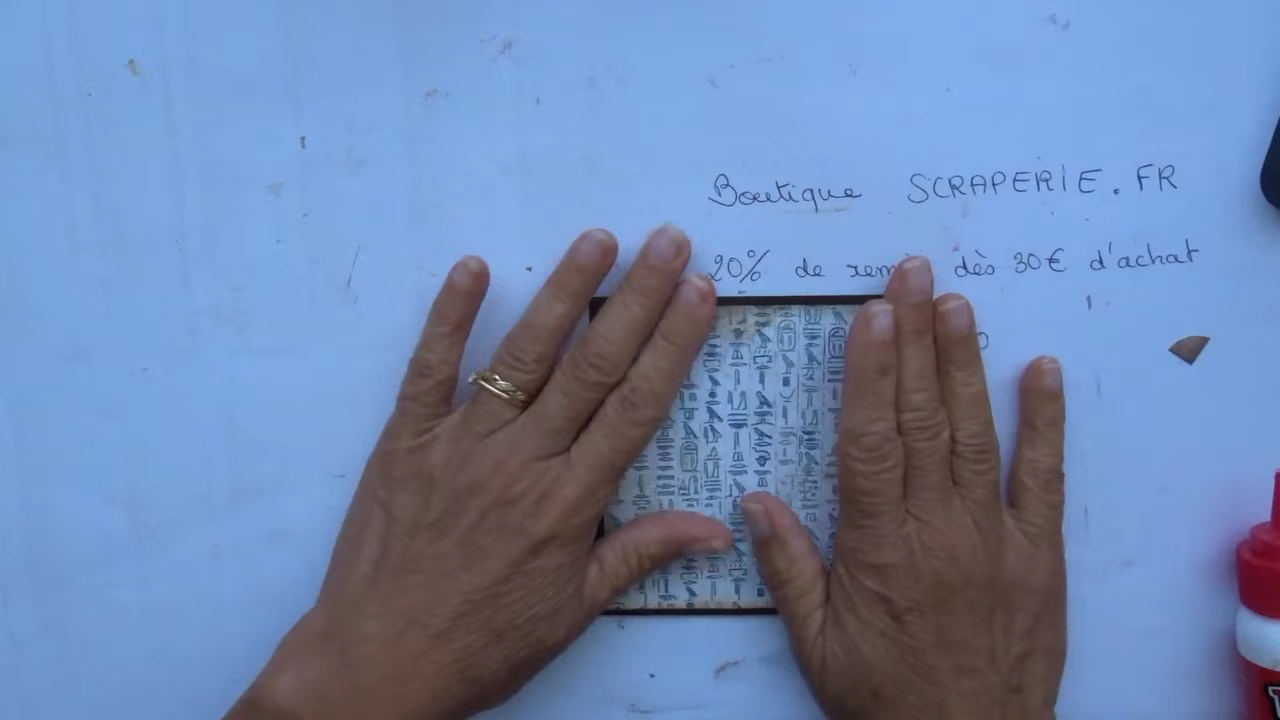 Boutique SCRAPERIE.FR
20% de dès 30€ d'achat